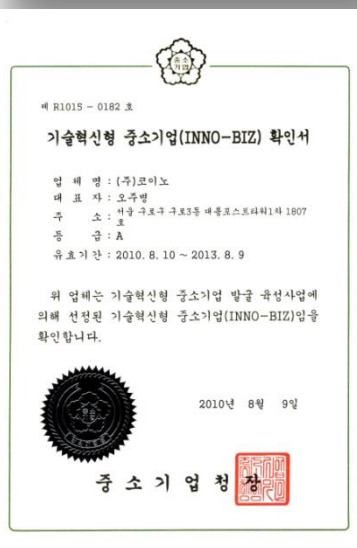 중소
기업
제 R1015 - 0182 호
기술혁신형 중소기업(INNO-BIZ) 확인서
업 체 명 : (주)코이노
대 표 자 : 오주병
주 소 : 서울 구로구 구로3동 대륭포스트타워1차 1807
호
등 급 : A
유효기간 : 2010. 8. 10 ~ 2013. 8. 9
위 업체는 기술혁신형 중소기업 발굴 육성사업에
의해 선정된 기술혁신형 중소기업(INNO-BIZ)임을
확인합니다.
2010년 8월 9일
중 소 기 업 청 장